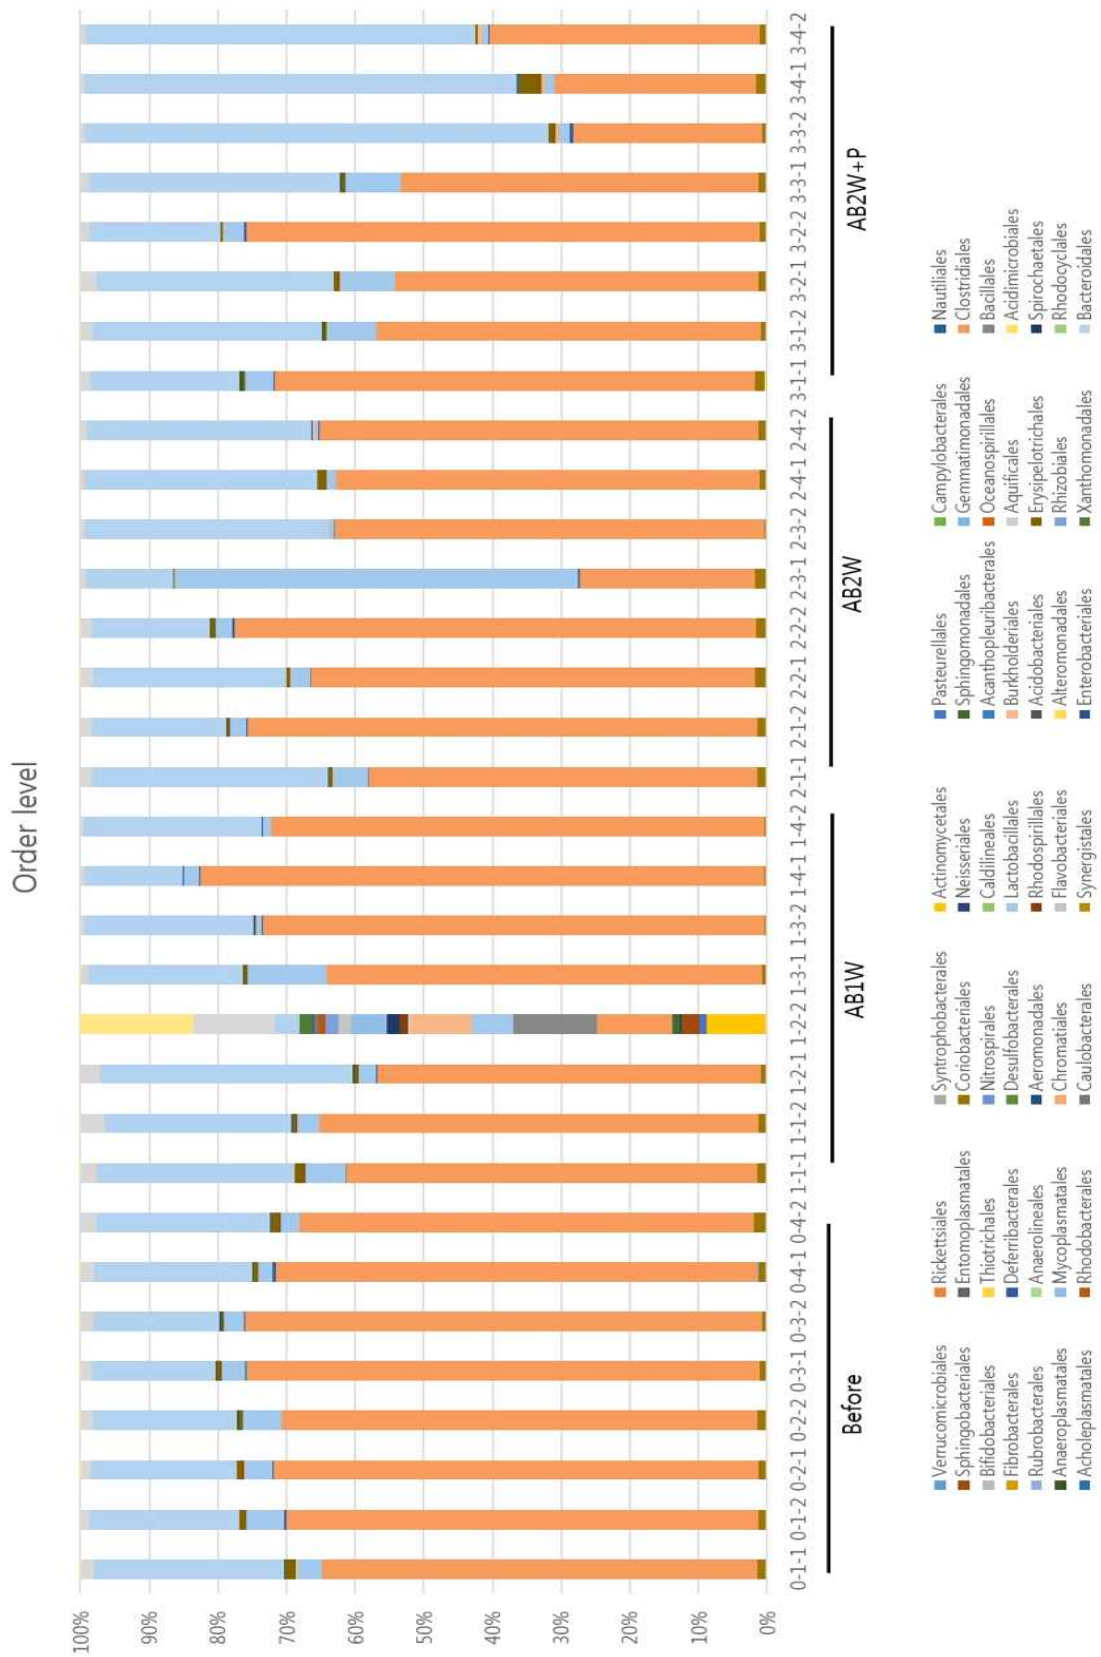 Order level
100%
90%
80%
70%
60%
50%
40%
30%
20%
10%
0%
0-1-1 0-1-2 0-2-1 0-2-2 0-3-1 0-3-2 0-4-1 0-4-2 1-1-1 1-1-2 1-2-1 1-2-2 1-3-1 1-3-2 1-4-1 1-4-2 2-1-1 2-1-2 2-2-1 2-2-2 2-3-1 2-3-2 2-4-1 2-4-2 3-1-1 3-1-2 3-2-1 3-2-2 3-3-1 3-3-2 3-4-1 3-4-2
Before AB1W AB2W AB2W+P
Verrucomicrobiales Rickettsiales Syntrophobacterales Actinomycetales Pasteurellales Campylobacterales Nautiliales
Sphingobacteriales Entomoplasmatales Coriobacteriales Neisseriales Sphingomonadales Gemmatimonadales Clostridiales
Bifidobacteriales Thiotrichales Nitrospirales Caldilineales Acanthopleuribacterales Oceanospirillales Bacillales
Fibrobacterales Deferribacterales Desulfobacterales Lactobacillales Burkholderiales Aquificales Acidimicrobiales
Rubrobacterales Anaerolineales Aeromonadales Rhodospirillales Acidobacteriales Erysipelotrichales Spirochaetales
Anaeroplasmatales Mycoplasmatales Chromatiales Flavobacteriales Alteromonadales Rhizobiales Rhodocyclales
Acholeplasmatales Rhodobacterales Caulobacterales Synergistales Enterobacteriales Xanthomonadales Bacteroidales